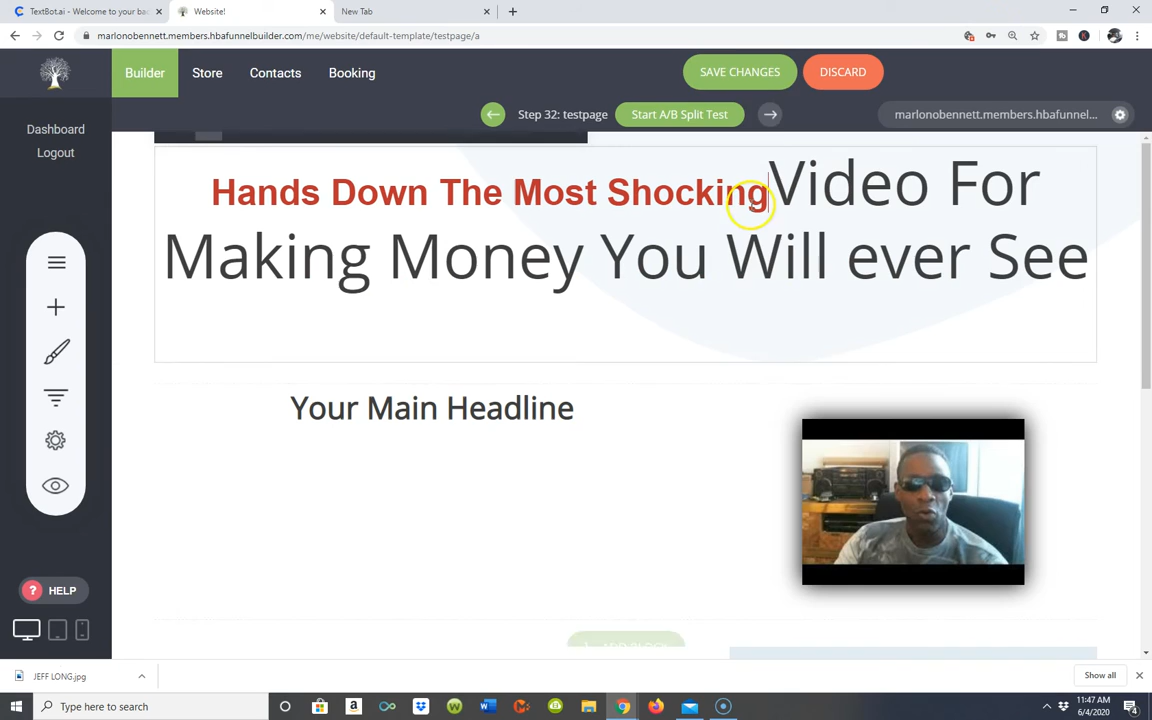 TextBot.ai - Welcome to your bac
Website!
New Tab
marlonobennett.members.hbafunnelbuilder.com/me/website/default-template/testpage/a
Builder
Store
Contacts
Booking
SAVE CHANGES
DISCARD
Dashboard
Logout
Step 32: testpage
Start A/B Split Test
marlonobennett.members.hbafunnel...
Hands Down The Most Shocking Video For
Making Money You Will ever See
Your Main Headline
? HELP
JEFF LONG.jpg
Show all
Type here to search
11:47 AM
6/4/2020